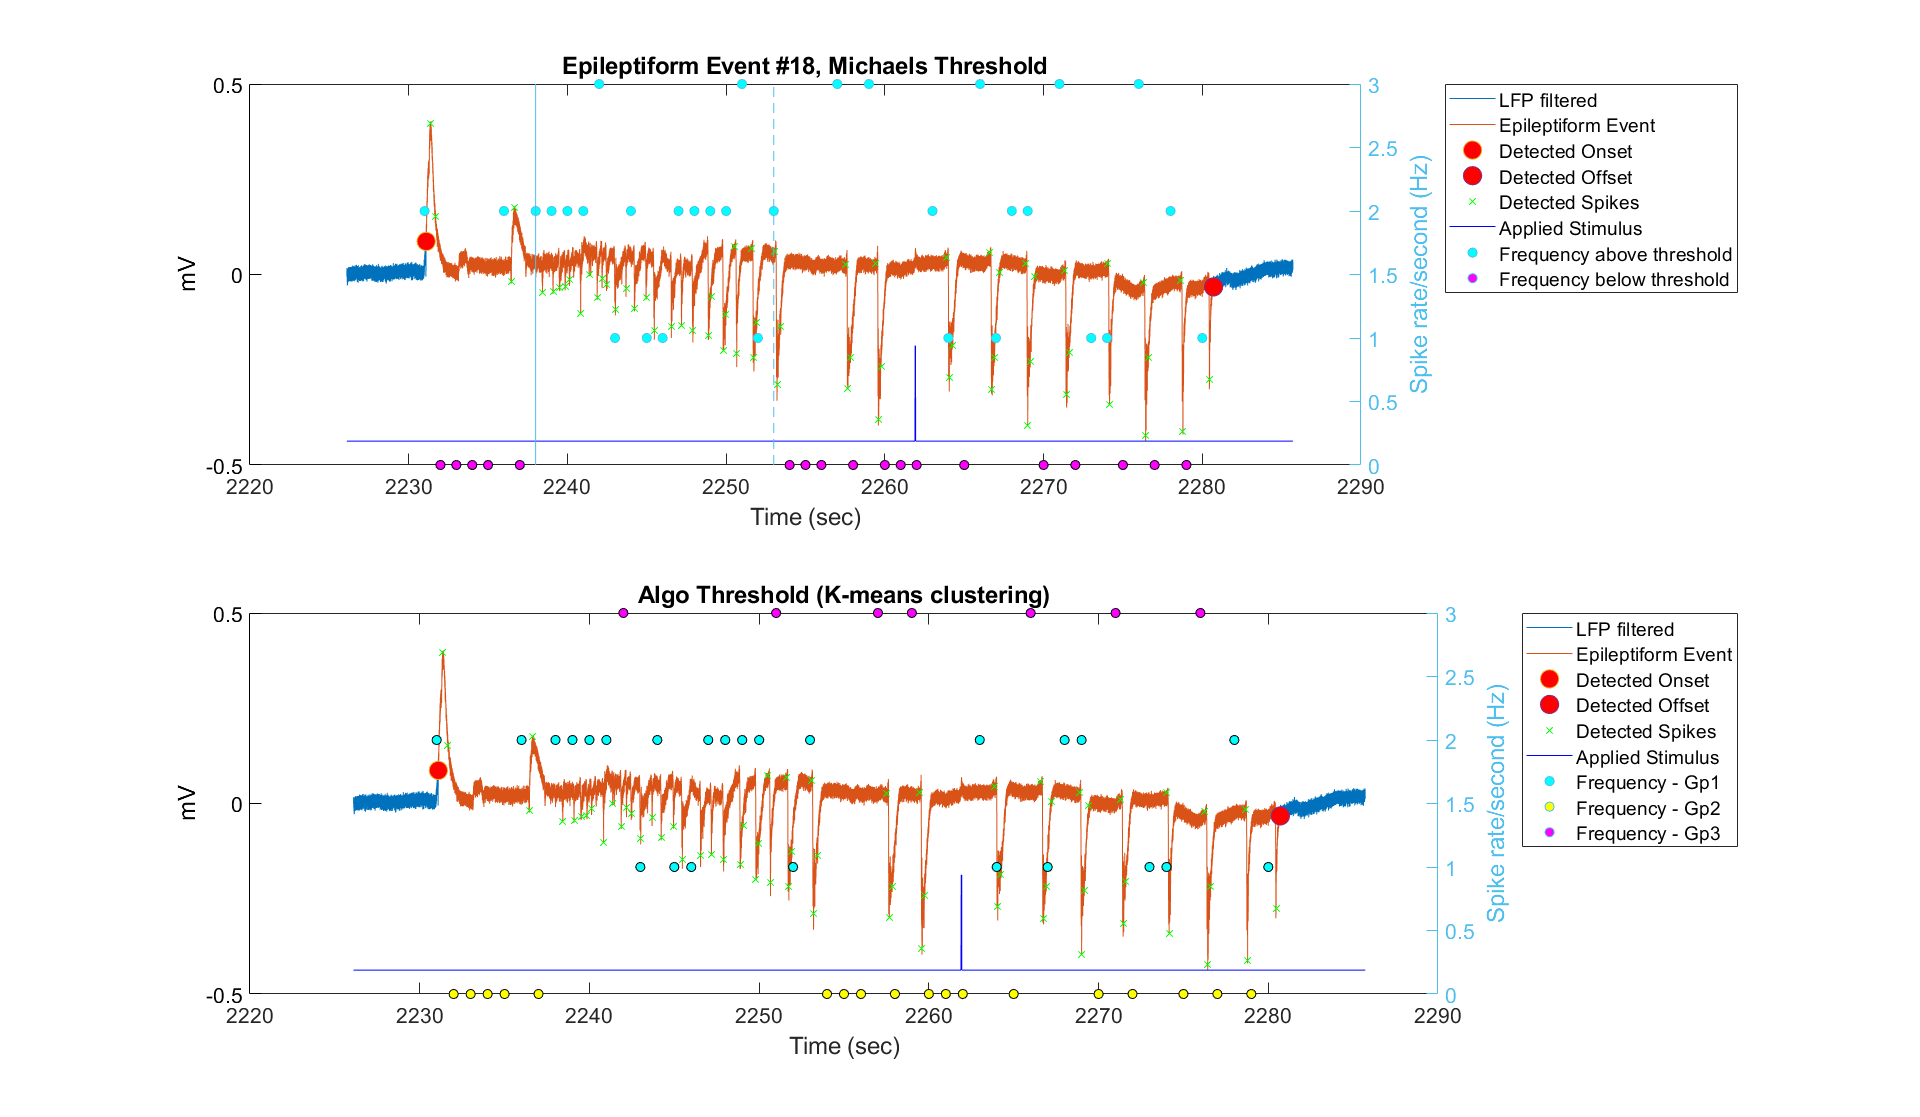 Epileptiform Event #18, Michaels Threshold
0.5
0
-0.5
mV
2220
2230
2240
2250
2260
2270
2280
2290
Time (sec)
3
2.5
2
1.5
1
0.5
0
Spike rate/second (Hz)
LFP filtered
Epileptiform Event
Detected Onset
Detected Offset
Detected Spikes
Applied Stimulus
Frequency above threshold
Frequency below threshold
Algo Threshold (K-means clustering)
0.5
0
-0.5
mV
2220
2230
2240
2250
2260
2270
2280
2290
Time (sec)
3
2.5
2
1.5
1
0.5
0
Spike rate/second (Hz)
LFP filtered
Epileptiform Event
Detected Onset
Detected Offset
Detected Spikes
Applied Stimulus
Frequency - Gp1
Frequency - Gp2
Frequency - Gp3